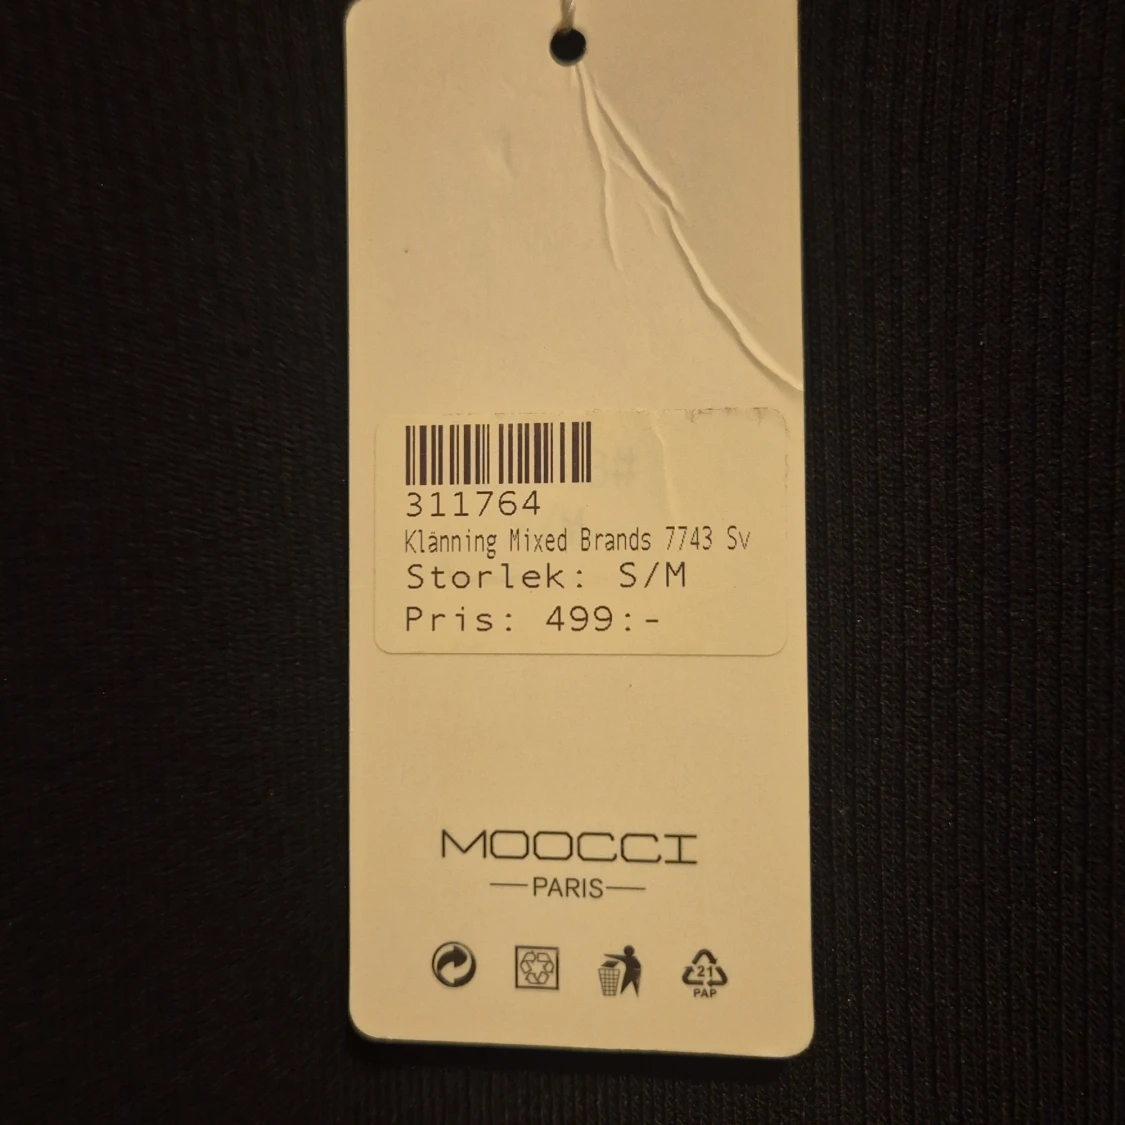 311764
Klänning Mixed Brands 7743 Sv
Storlek: S/M
Pris: 499:-
MOOCCI
PARIS
21
PAP